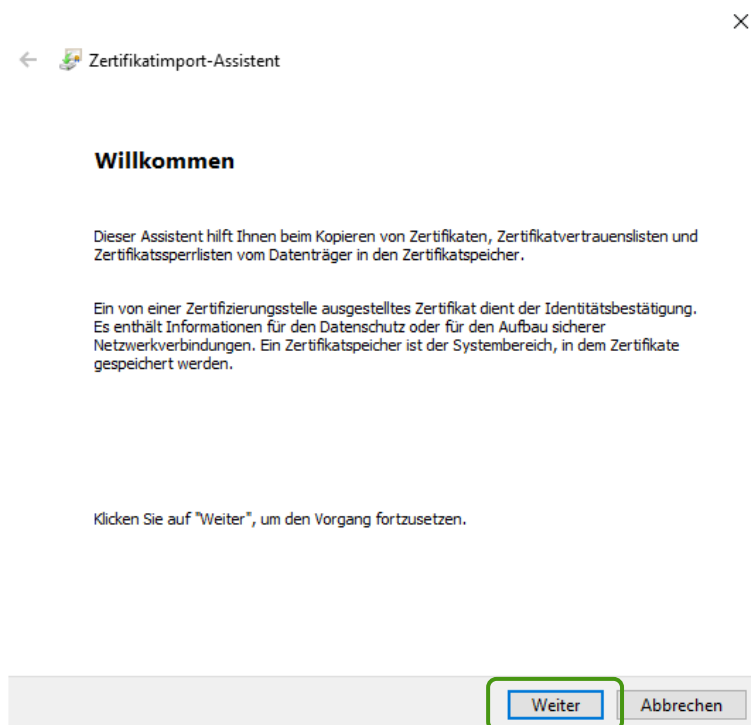 Zertifikatimport-Assistent
Willkommen
Dieser Assistent hilft Ihnen beim Kopieren von Zertifikaten, Zertifikatvertrauenslisten und
Zertifikatssperrlisten vom Datenträger in den Zertifikatspeicher.
Ein von einer Zertifizierungsstelle ausgestelltes Zertifikat dient der Identitätsbestätigung.
Es enthält Informationen für den Datenschutz oder für den Aufbau sicherer
Netzwerkverbindungen. Ein Zertifikatspeicher ist der Systembereich, in dem Zertifikate
gespeichert werden.
Klicken Sie auf "Weiter", um den Vorgang fortzusetzen.
Weiter Abbrechen